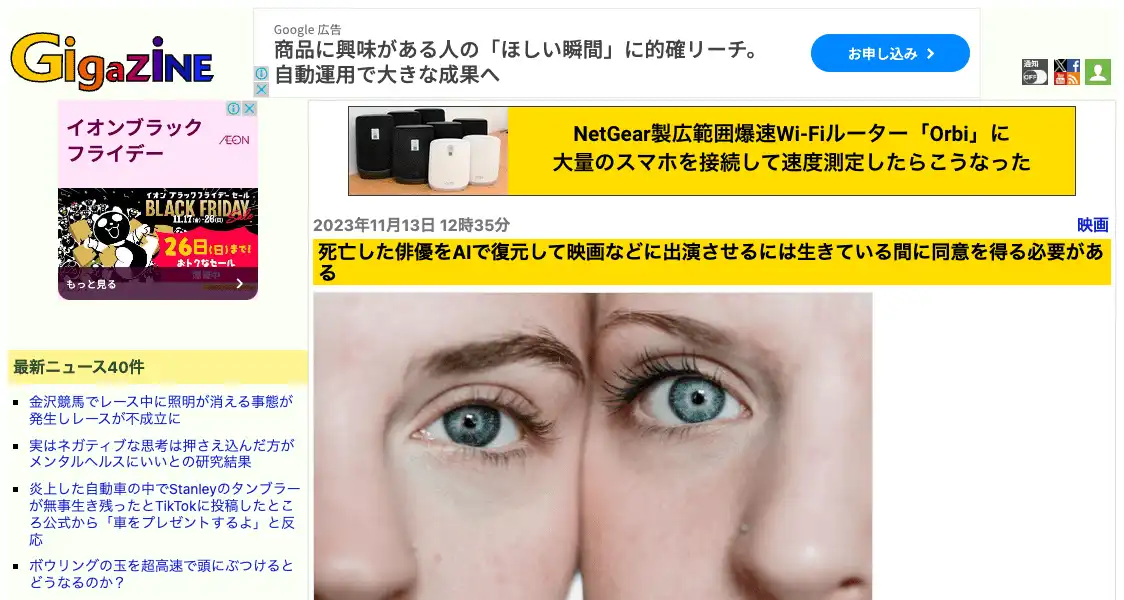 GigaZiNE
Google 広告
商品に興味がある人の「ほしい瞬間」に的確リーチ。
自動運用で大きな成果へ
お申し込み
通知
OFF
イオンブラック
フライデー
ÆON
イオン ブラックフライデー セール
BLACK FRIDAY
Sale
11.17(金)-26(日)
26日(日)まで!
おトクなセール
開催中
もっと見る
NetGear製広範囲爆速Wi-Fiルーター「Orbi」に
大量のスマホを接続して速度測定したらこうなった
2023年11月13日 12時35分
映画
死亡した俳優をAIで復元して映画などに出演させるには生きている間に同意を得る必要があ
る
最新ニュース40件
金沢競馬でレース中に照明が消える事態が
発生しレースが不成立に
実はネガティブな思考は押さえ込んだ方が
メンタルヘルスにいいとの研究結果
炎上した自動車の中でStanleyのタンブラー
が無事生き残ったとTikTokに投稿したとこ
ろ公式から「車をプレゼントするよ」と反
応
ボウリングの玉を超高速で頭にぶつけると
どうなるのか？